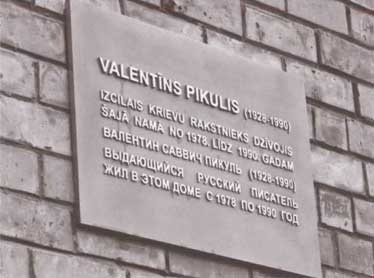 VALENTĪNS PIKULIS (1928-1990)
IZCILAIS KRIEVU RAKSTNIEKS DZĪVOJIS
ŠAJĀ NAMĀ NO 1978. LĪDZ 1990. GADAM
ВАЛЕНТИН САВВИЧ ПИКУЛЬ (1928-1990)
ВЫДАЮЩИЙСЯ РУССКИЙ ПИСАТЕЛЬ
ЖИЛ В ЭТОМ ДОМЕ С 1978 ПО 1990 ГОД